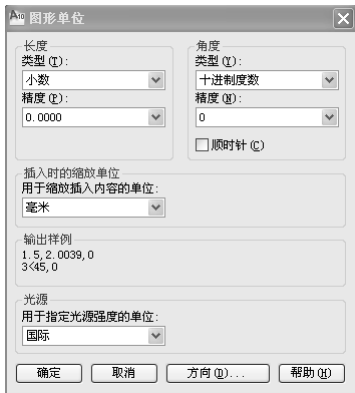 图形单位
长度
类型(T):
小数
精度(P):
0.0000
角度
类型(Y):
十进制度数
精度(N):
0
顺时针(C)
插入时的缩放单位
用于缩放插入内容的单位:
毫米
输出样例
1.5,2.0039,0
3<45,0
光源
用于指定光源强度的单位:
国际
确定 取消 方向(D)... 帮助(H)